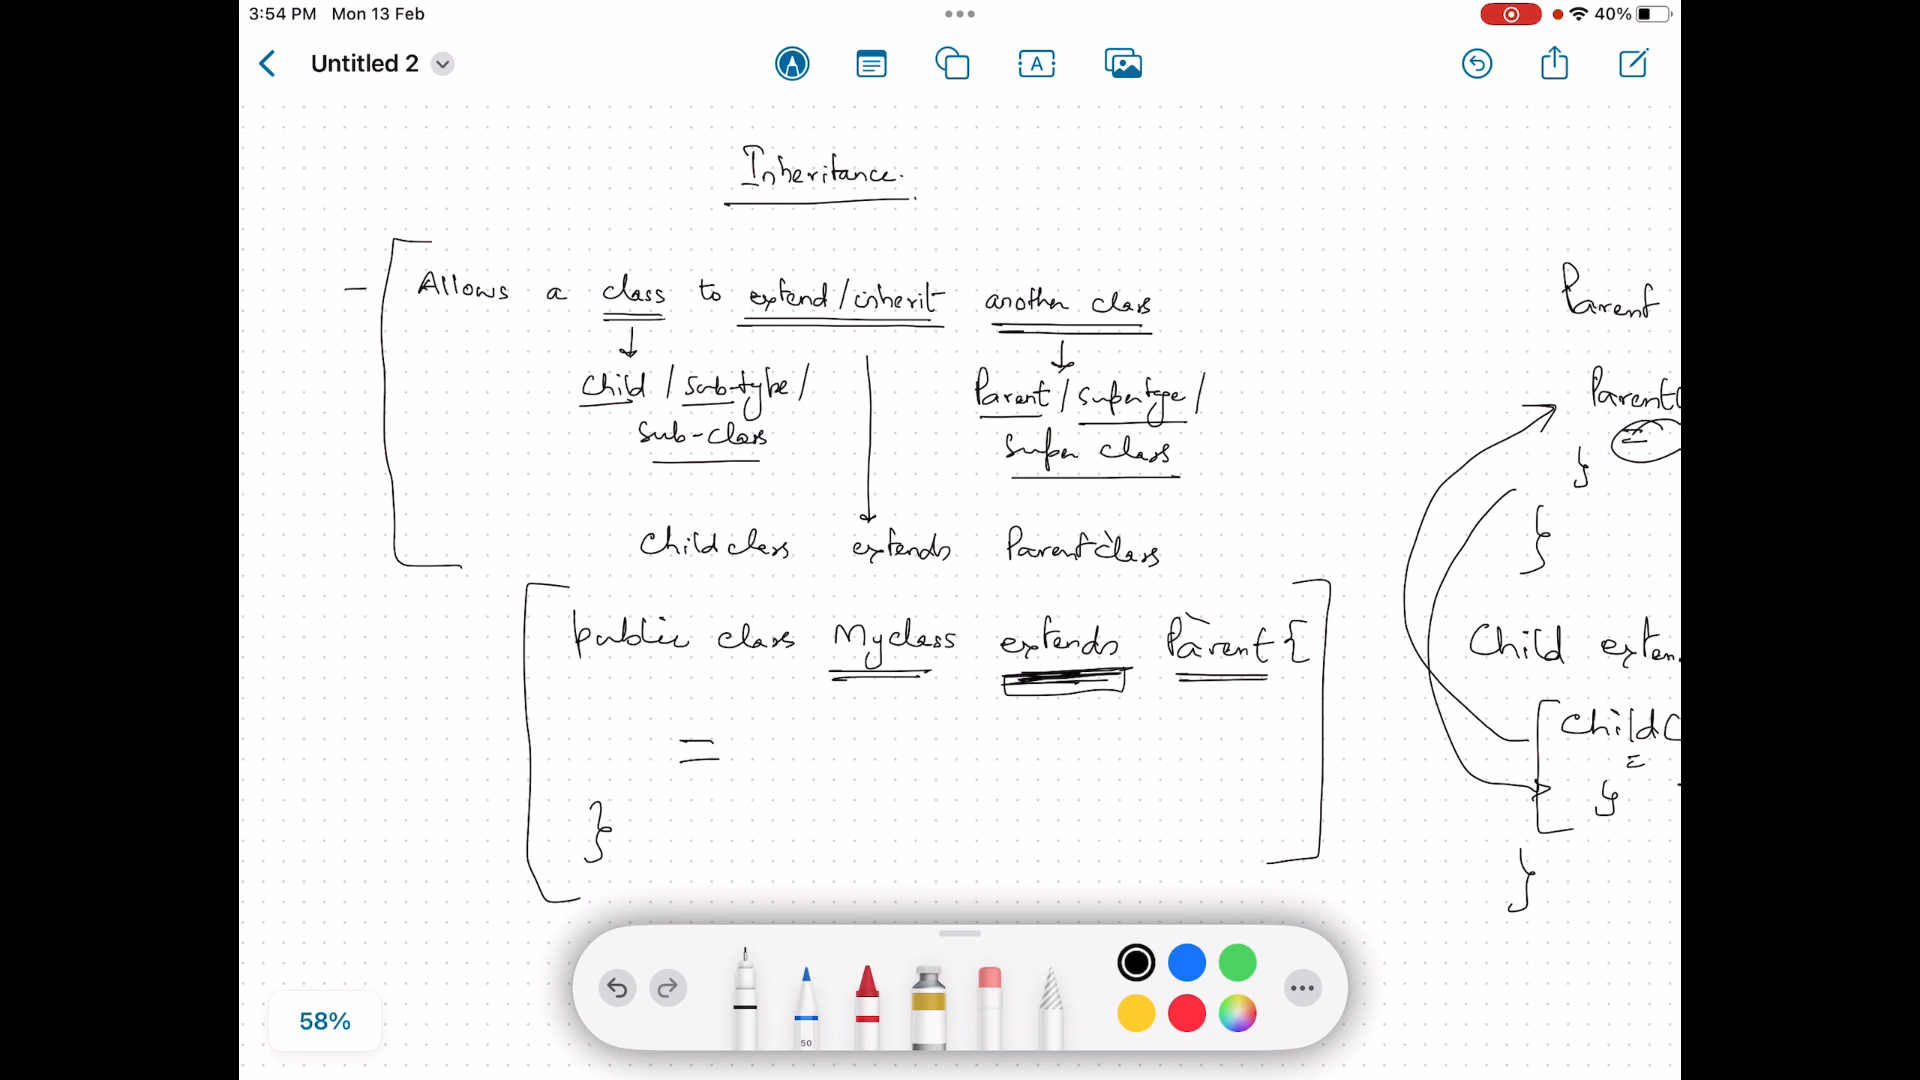 3:54 PM Mon 13 Feb
40%
Untitled 2
A
Inheritance.
- Allows a class to extend/inherit another class
Child / Sub-type /
Sub-class
Parent / supertype /
Super class
Child class extends Parent class
public class Myclass extends Parent {
=
}
Parent
Parent(
}
}
Child exten
ChildC
}
}
50
58%